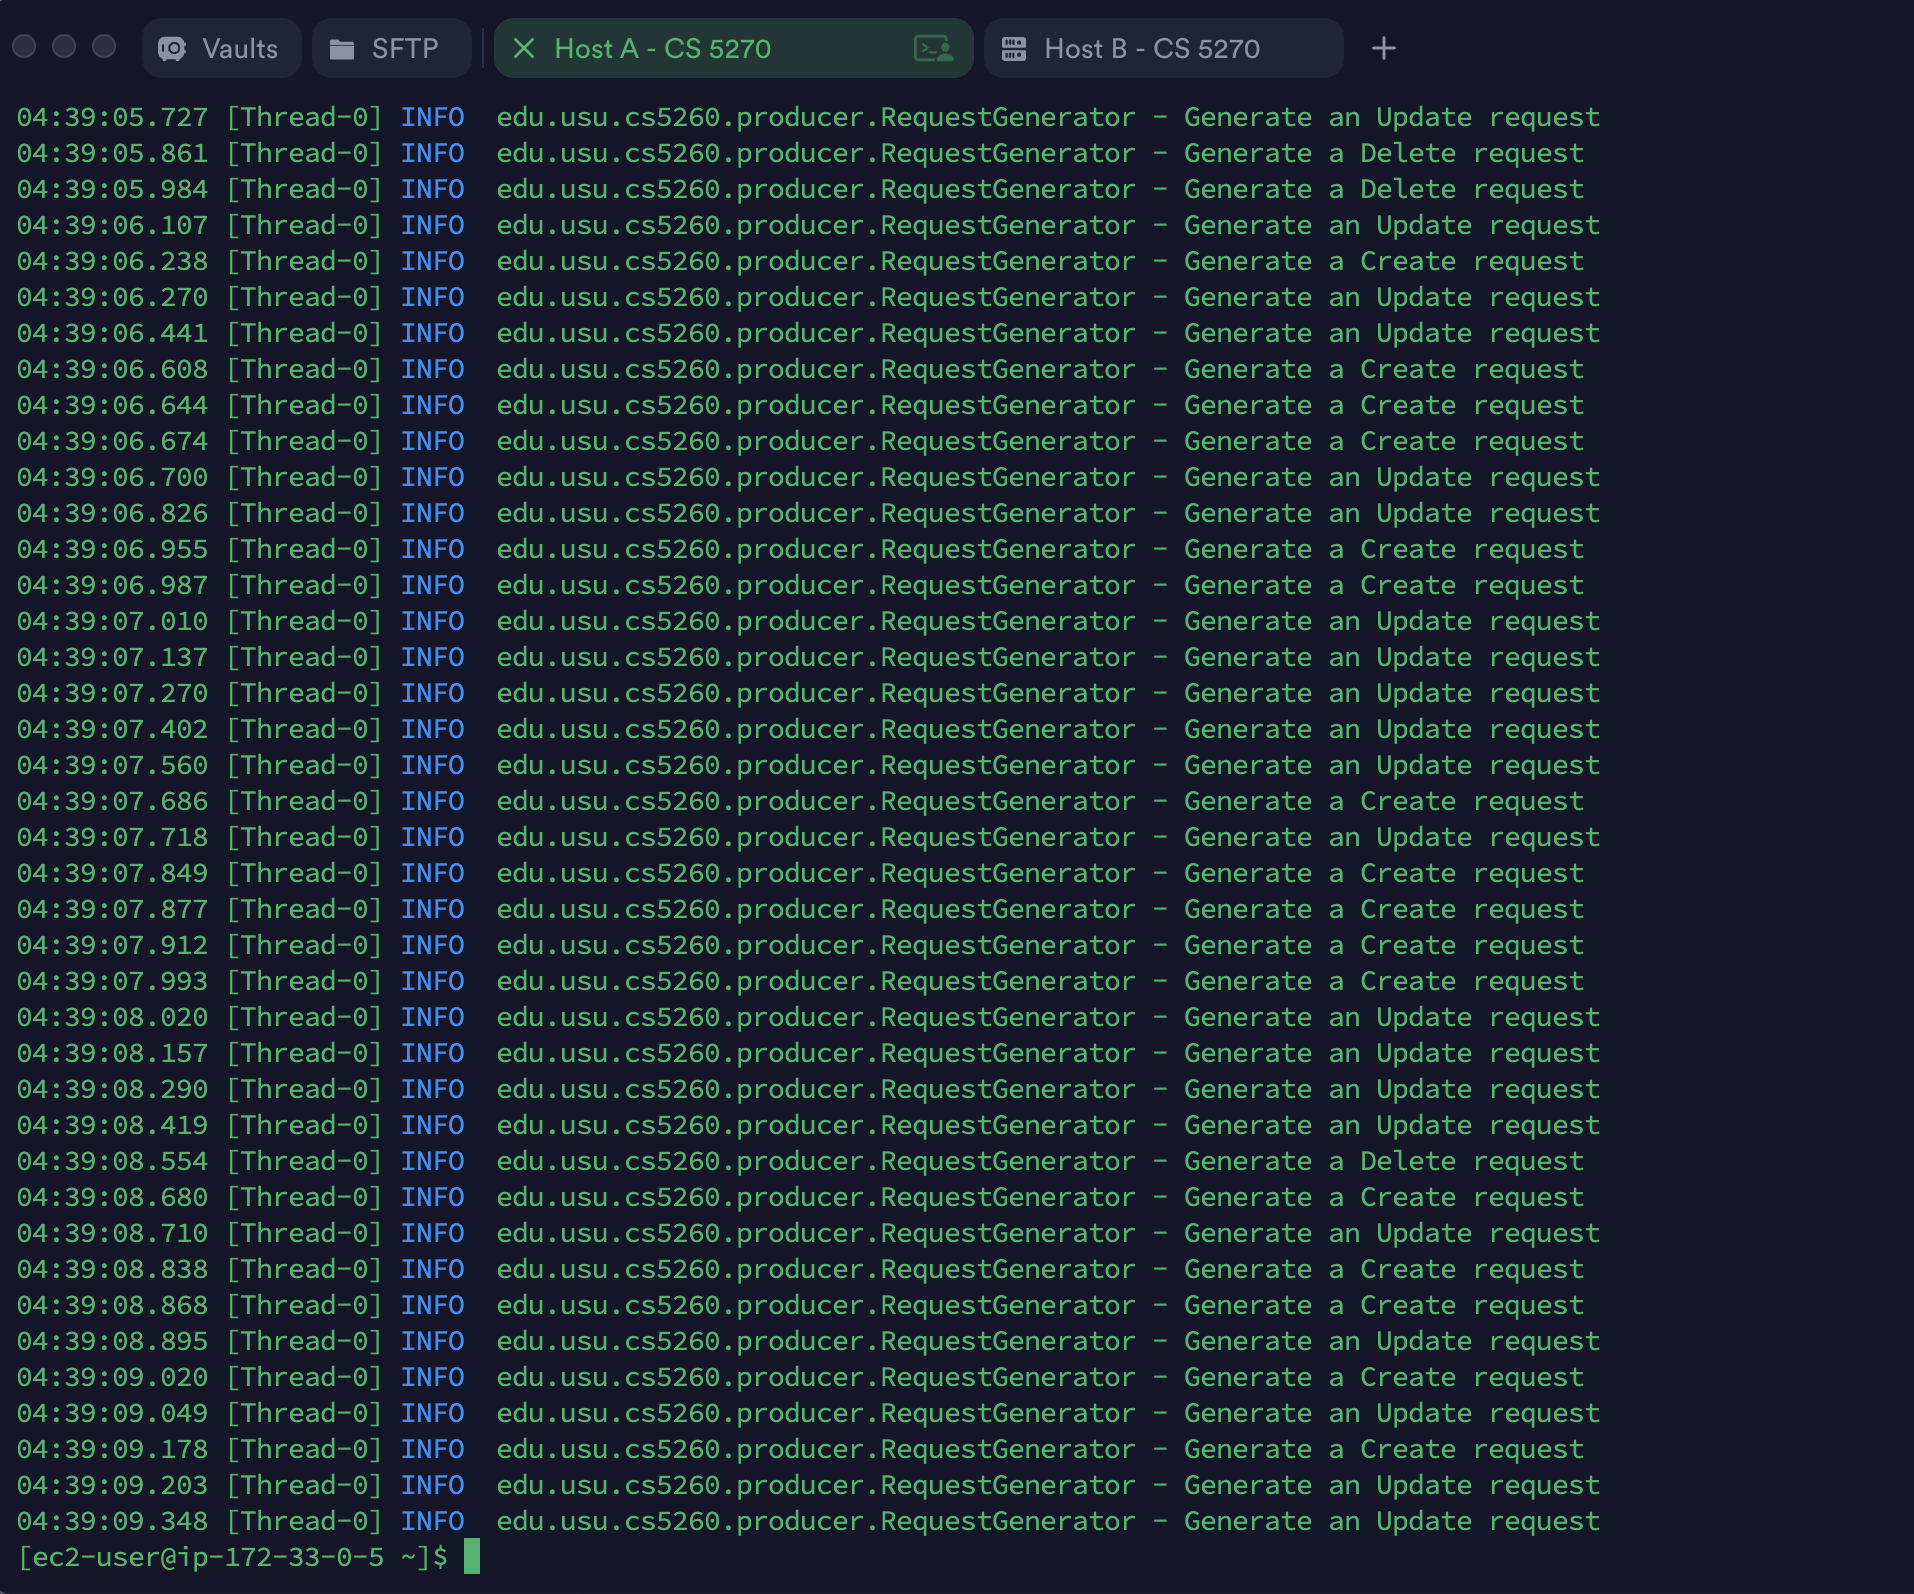 Vaults SFTP Host A - CS 5270 Host B - CS 5270
04:39:05.727 [Thread-0] INFO  edu.usu.cs5260.producer.RequestGenerator - Generate an Update request
04:39:05.861 [Thread-0] INFO  edu.usu.cs5260.producer.RequestGenerator - Generate a Delete request
04:39:05.984 [Thread-0] INFO  edu.usu.cs5260.producer.RequestGenerator - Generate a Delete request
04:39:06.107 [Thread-0] INFO  edu.usu.cs5260.producer.RequestGenerator - Generate an Update request
04:39:06.238 [Thread-0] INFO  edu.usu.cs5260.producer.RequestGenerator - Generate a Create request
04:39:06.270 [Thread-0] INFO  edu.usu.cs5260.producer.RequestGenerator - Generate an Update request
04:39:06.441 [Thread-0] INFO  edu.usu.cs5260.producer.RequestGenerator - Generate an Update request
04:39:06.608 [Thread-0] INFO  edu.usu.cs5260.producer.RequestGenerator - Generate a Create request
04:39:06.644 [Thread-0] INFO  edu.usu.cs5260.producer.RequestGenerator - Generate a Create request
04:39:06.674 [Thread-0] INFO  edu.usu.cs5260.producer.RequestGenerator - Generate a Create request
04:39:06.700 [Thread-0] INFO  edu.usu.cs5260.producer.RequestGenerator - Generate an Update request
04:39:06.826 [Thread-0] INFO  edu.usu.cs5260.producer.RequestGenerator - Generate an Update request
04:39:06.955 [Thread-0] INFO  edu.usu.cs5260.producer.RequestGenerator - Generate a Create request
04:39:06.987 [Thread-0] INFO  edu.usu.cs5260.producer.RequestGenerator - Generate a Create request
04:39:07.010 [Thread-0] INFO  edu.usu.cs5260.producer.RequestGenerator - Generate an Update request
04:39:07.137 [Thread-0] INFO  edu.usu.cs5260.producer.RequestGenerator - Generate an Update request
04:39:07.270 [Thread-0] INFO  edu.usu.cs5260.producer.RequestGenerator - Generate an Update request
04:39:07.402 [Thread-0] INFO  edu.usu.cs5260.producer.RequestGenerator - Generate an Update request
04:39:07.560 [Thread-0] INFO  edu.usu.cs5260.producer.RequestGenerator - Generate an Update request
04:39:07.686 [Thread-0] INFO  edu.usu.cs5260.producer.RequestGenerator - Generate a Create request
04:39:07.718 [Thread-0] INFO  edu.usu.cs5260.producer.RequestGenerator - Generate an Update request
04:39:07.849 [Thread-0] INFO  edu.usu.cs5260.producer.RequestGenerator - Generate a Create request
04:39:07.877 [Thread-0] INFO  edu.usu.cs5260.producer.RequestGenerator - Generate a Create request
04:39:07.912 [Thread-0] INFO  edu.usu.cs5260.producer.RequestGenerator - Generate a Create request
04:39:07.993 [Thread-0] INFO  edu.usu.cs5260.producer.RequestGenerator - Generate a Create request
04:39:08.020 [Thread-0] INFO  edu.usu.cs5260.producer.RequestGenerator - Generate an Update request
04:39:08.157 [Thread-0] INFO  edu.usu.cs5260.producer.RequestGenerator - Generate an Update request
04:39:08.290 [Thread-0] INFO  edu.usu.cs5260.producer.RequestGenerator - Generate an Update request
04:39:08.419 [Thread-0] INFO  edu.usu.cs5260.producer.RequestGenerator - Generate an Update request
04:39:08.554 [Thread-0] INFO  edu.usu.cs5260.producer.RequestGenerator - Generate a Delete request
04:39:08.680 [Thread-0] INFO  edu.usu.cs5260.producer.RequestGenerator - Generate a Create request
04:39:08.710 [Thread-0] INFO  edu.usu.cs5260.producer.RequestGenerator - Generate an Update request
04:39:08.838 [Thread-0] INFO  edu.usu.cs5260.producer.RequestGenerator - Generate a Create request
04:39:08.868 [Thread-0] INFO  edu.usu.cs5260.producer.RequestGenerator - Generate a Create request
04:39:08.895 [Thread-0] INFO  edu.usu.cs5260.producer.RequestGenerator - Generate an Update request
04:39:09.020 [Thread-0] INFO  edu.usu.cs5260.producer.RequestGenerator - Generate a Create request
04:39:09.049 [Thread-0] INFO  edu.usu.cs5260.producer.RequestGenerator - Generate an Update request
04:39:09.178 [Thread-0] INFO  edu.usu.cs5260.producer.RequestGenerator - Generate a Create request
04:39:09.203 [Thread-0] INFO  edu.usu.cs5260.producer.RequestGenerator - Generate an Update request
04:39:09.348 [Thread-0] INFO  edu.usu.cs5260.producer.RequestGenerator - Generate an Update request
[ec2-user@ip-172-33-0-5 ~]$